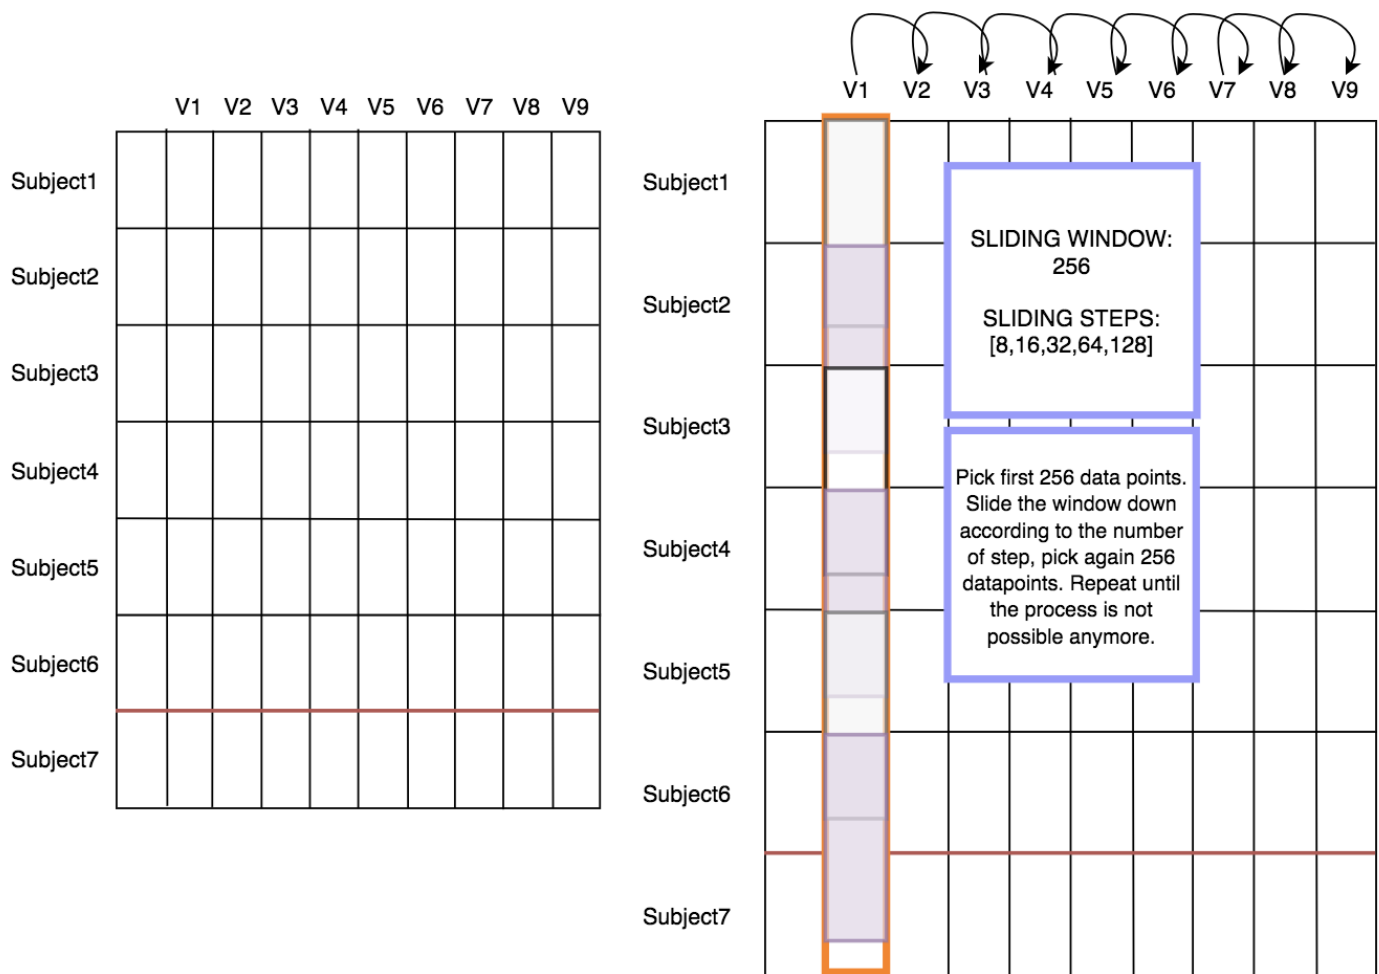 V1 V2 V3 V4 V5 V6 V7 V8 V9
Subject1
Subject2
Subject3
Subject4
Subject5
Subject6
Subject7
V1 V2 V3 V4 V5 V6 V7 V8 V9
Subject1
Subject2
Subject3
Subject4
Subject5
Subject6
Subject7
SLIDING WINDOW:
256
SLIDING STEPS:
[8,16,32,64,128]
Pick first 256 data points.
Slide the window down
according to the number
of step, pick again 256
datapoints. Repeat until
the process is not
possible anymore.